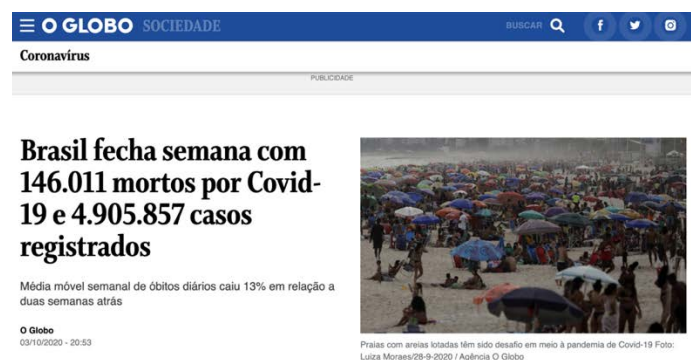 O GLOBO SOCIEDADE BUSCAR
Coronavírus
PUBLICIDADE
Brasil fecha semana com
146.011 mortos por Covid-
19 e 4.905.857 casos
registrados
Média móvel semanal de óbitos diários caiu 13% em relação a
duas semanas atrás
O Globo
03/10/2020 - 20:53
Praias com areias lotadas têm sido desafio em meio à pandemia de Covid-19 Foto:
Luiza Moraes/28-9-2020 / Agência O Globo